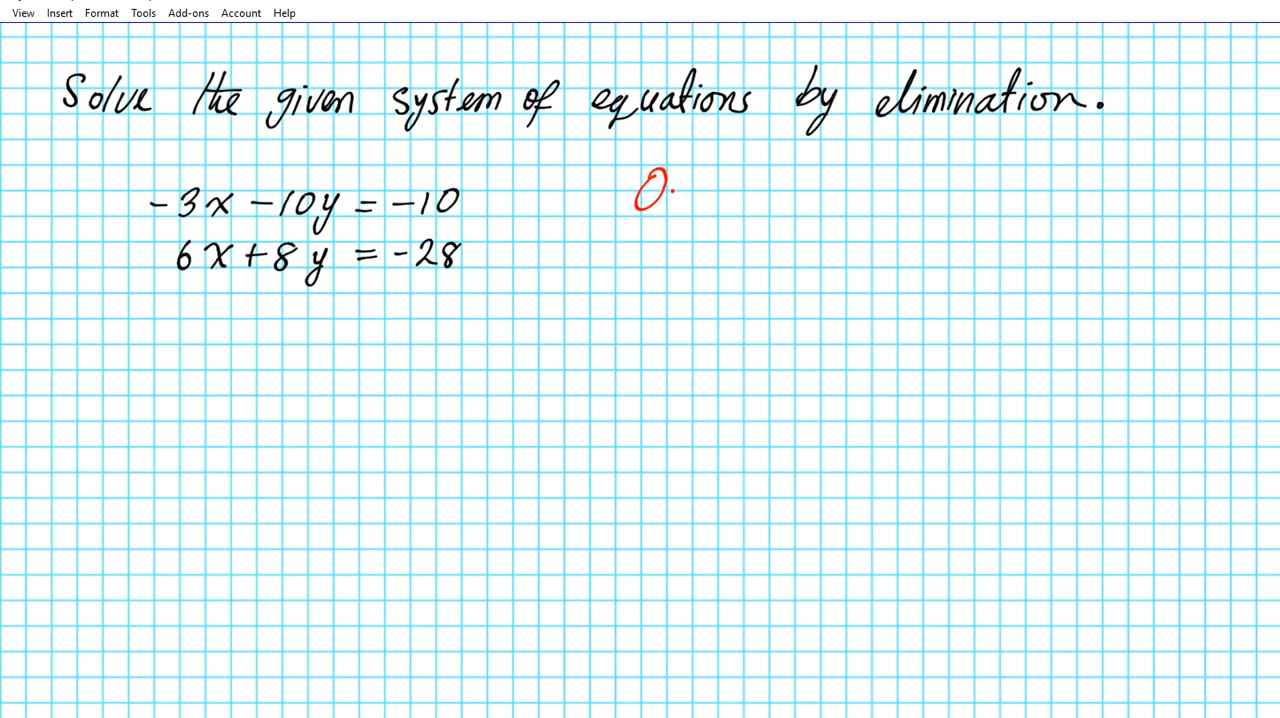 View Insert Format Tools Add-ons Account Help
Solve the given system of equations by elimination.
-3x -10y = -10
0.
6x +8y = -28